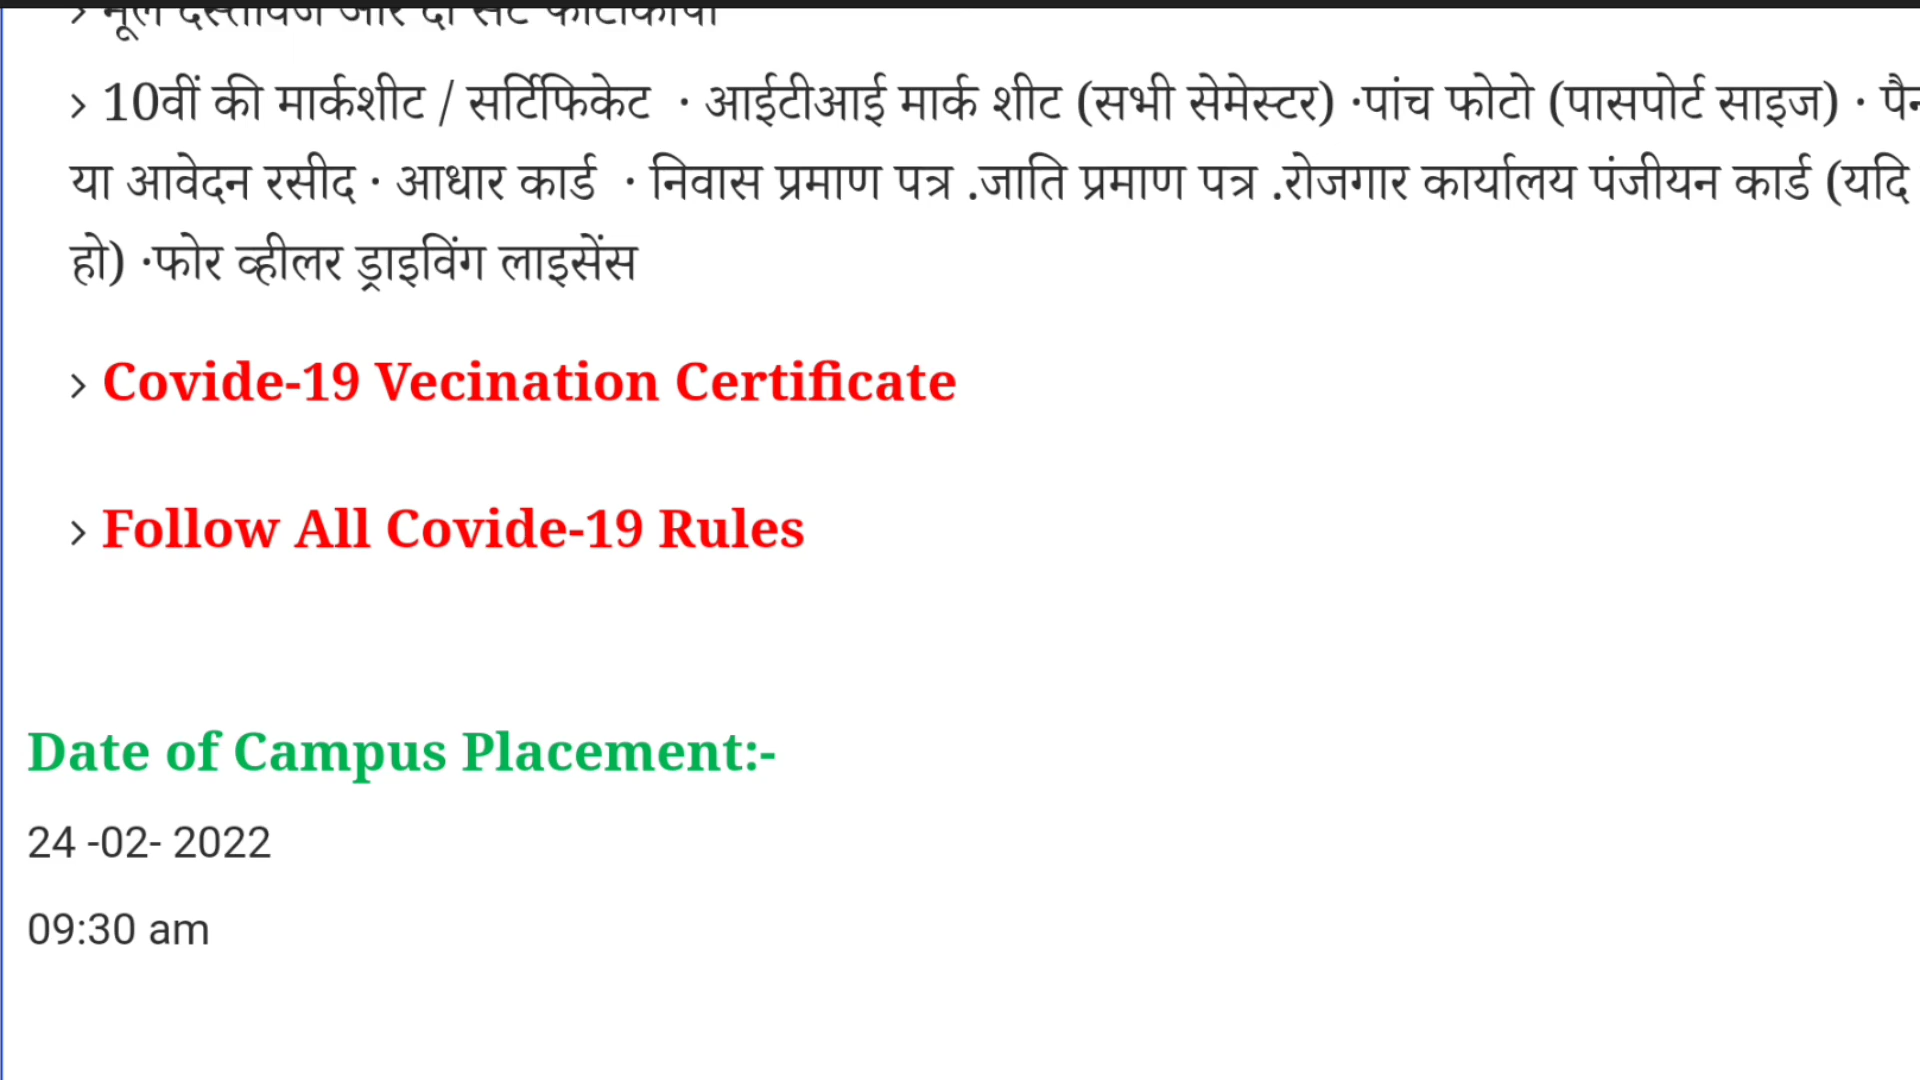 > मूल दस्तावेज और दो सेट फोटोकॉपी
> 10वीं की मार्कशीट / सर्टिफिकेट · आईटीआई मार्क शीट (सभी सेमेस्टर) ·पांच फोटो (पासपोर्ट साइज) ·
या आवेदन रसीद · आधार कार्ड · निवास प्रमाण पत्र .जाति प्रमाण पत्र .रोजगार कार्यालय पंजीयन कार्ड (यदि
हो) ·फोर व्हीलर ड्राइविंग लाइसेंस
> Covide-19 Vecination Certificate
> Follow All Covide-19 Rules
Date of Campus Placement:-
24 -02- 2022
09:30 am